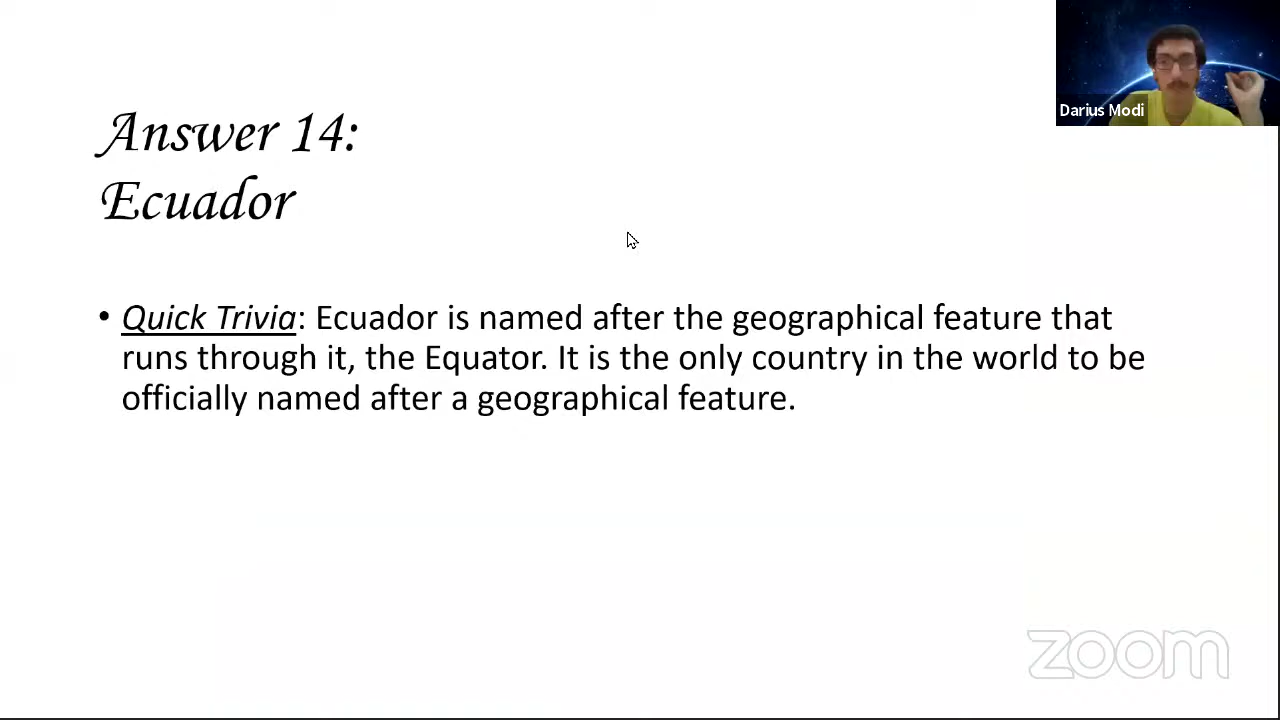 Darius Modi
Answer 14:
Ecuador
• Quick Trivia: Ecuador is named after the geographical feature that
runs through it, the Equator. It is the only country in the world to be
officially named after a geographical feature.
zoom